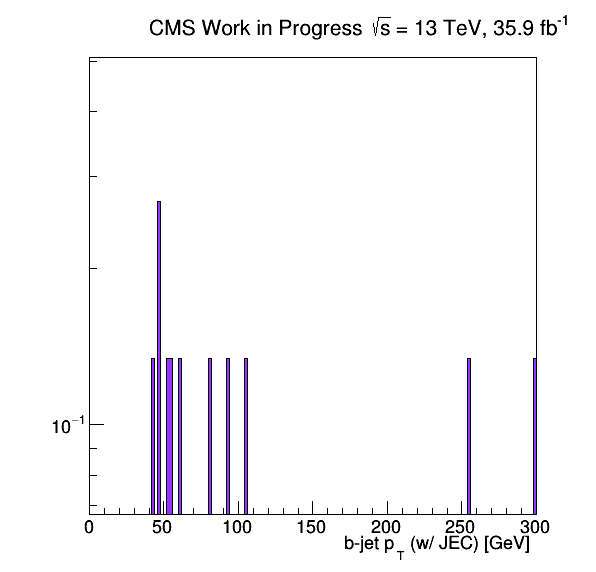 CMS Work in Progress √s = 13 TeV, 35.9 fb⁻¹
10⁻¹
0 50 100 150 200 250 300
b-jet p_T (w/ JEC) [GeV]